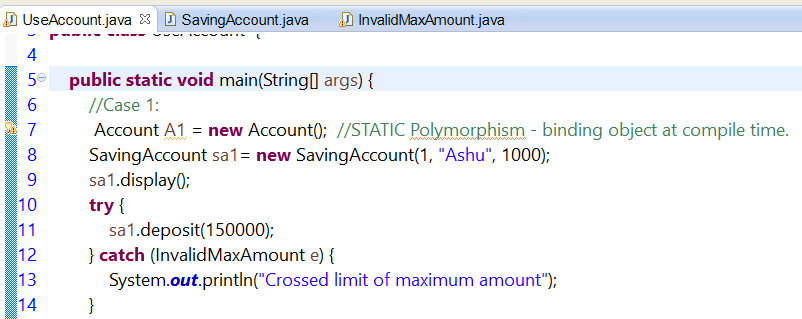 UseAccount.java SavingAccount.java InvalidMaxAmount.java
3 public class UseAccount {
4
5 public static void main(String[] args) {
6 //Case 1:
7 Account A1 = new Account(); //STATIC Polymorphism - binding object at compile time.
8 SavingAccount sa1= new SavingAccount(1, "Ashu", 1000);
9 sa1.display();
10 try {
11 sa1.deposit(150000);
12 } catch (InvalidMaxAmount e) {
13 System.out.println("Crossed limit of maximum amount");
14 }